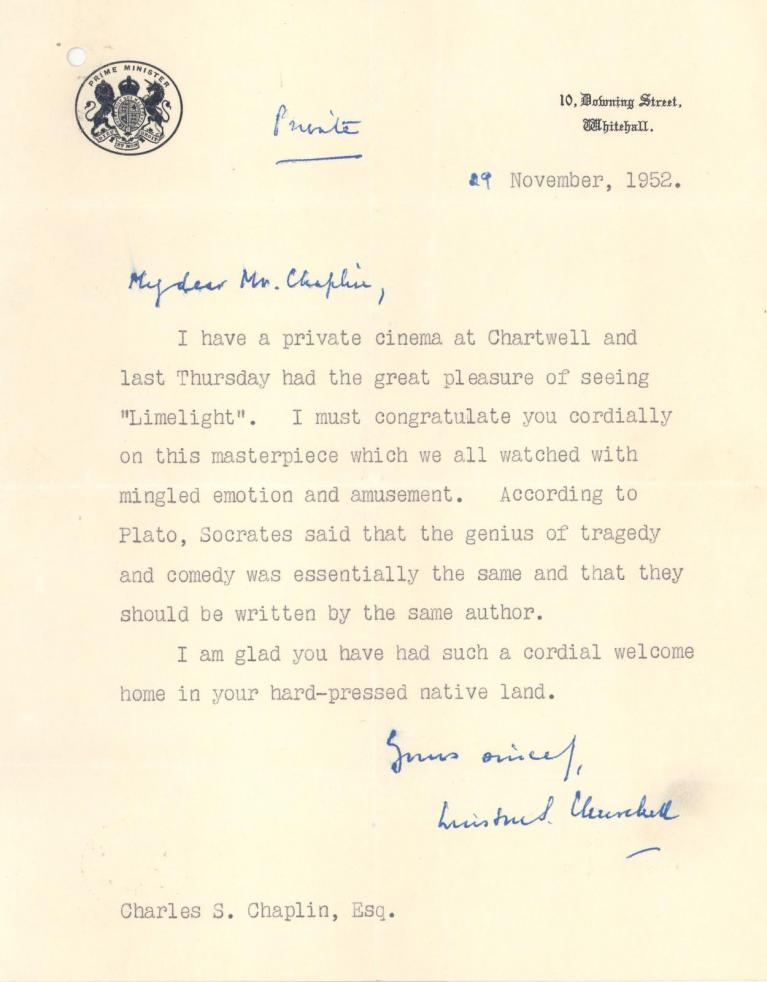 PRIME MINISTER
Private
10, Downing Street,
Whitehall.
29 November, 1952.
My dear Mr. Chaplin,
I have a private cinema at Chartwell and
last Thursday had the great pleasure of seeing
"Limelight". I must congratulate you cordially
on this masterpiece which we all watched with
mingled emotion and amusement. According to
Plato, Socrates said that the genius of tragedy
and comedy was essentially the same and that they
should be written by the same author.
I am glad you have had such a cordial welcome
home in your hard-pressed native land.
Yours
Winston S. Churchill
Charles S. Chaplin, Esq.